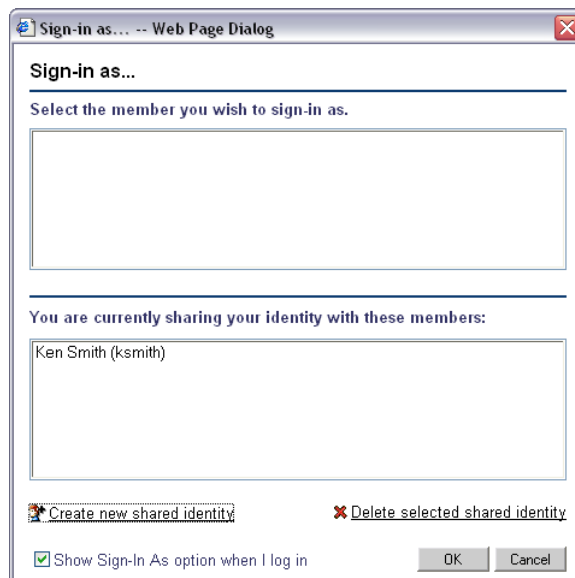 Sign-in as... -- Web Page Dialog
Sign-in as...
Select the member you wish to sign-in as.
You are currently sharing your identity with these members:
Ken Smith (ksmith)
Create new shared identity Delete selected shared identity
Show Sign-In As option when I log in OK Cancel